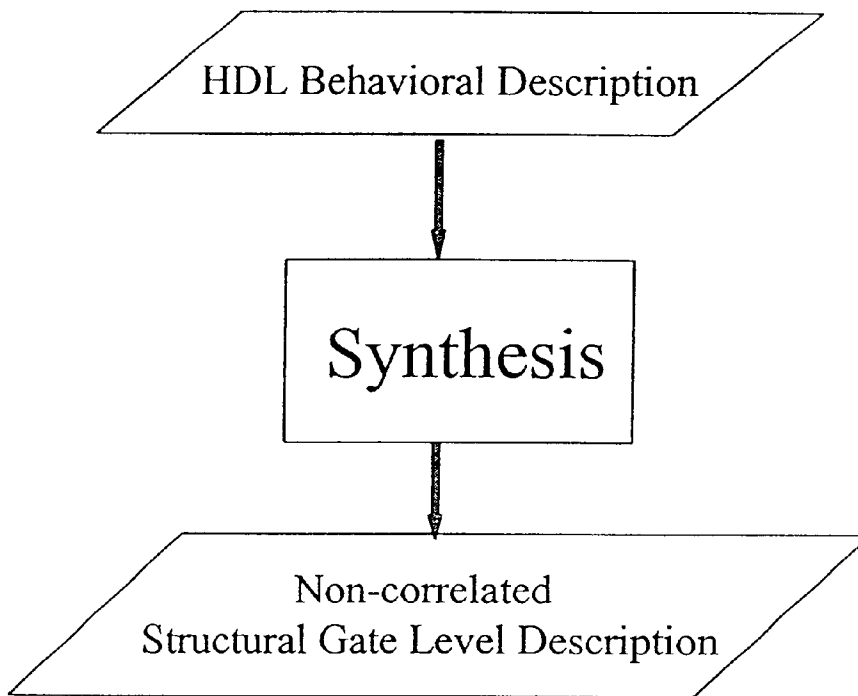 HDL Behavioral Description
Synthesis
Non-correlated
Structural Gate Level Description